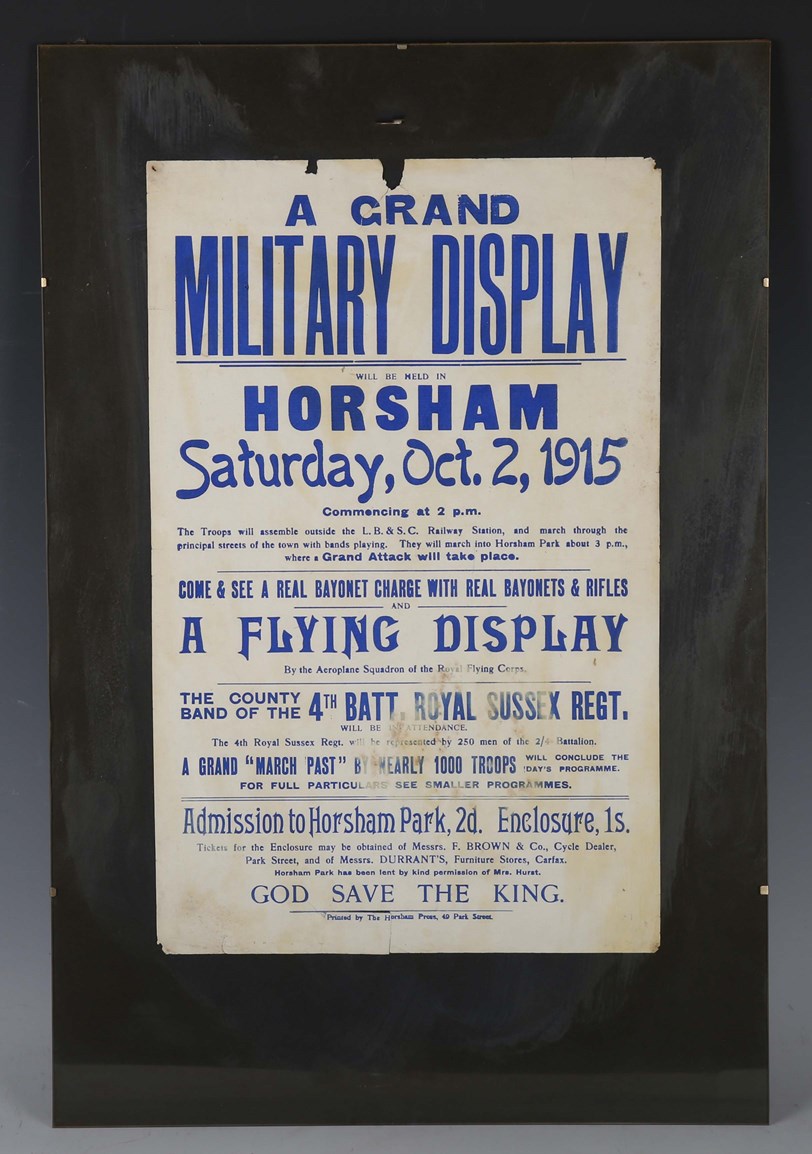 A GRAND
MILITARY DISPLAY
WILL BE HELD IN
HORSHAM
Saturday, Oct. 2, 1915
Commencing at 2 p.m.
The Troops will assemble outside the L. B. & S. C. Railway Station, and march through the
principal streets of the town with bands playing. They will march into Horsham Park about 3 p.m.,
where a Grand Attack will take place.
COME & SEE A REAL BAYONET CHARGE WITH REAL BAYONETS & RIFLES
AND
A FLYING DISPLAY
By the Aeroplane Squadron of the Royal Flying Corps.
THE COUNTY
BAND OF THE 4TH BATT. ROYAL SUSSEX REGT.
WILL BE IN ATTENDANCE.
The 4th Royal Sussex Regt. will be represented by 250 men of the 2/4 Battalion.
A GRAND "MARCH PAST" BY NEARLY 1000 TROOPS WILL CONCLUDE THE
DAY'S PROGRAMME.
FOR FULL PARTICULARS SEE SMALLER PROGRAMMES.
Admission to Horsham Park, 2d. Enclosure, 1s.
Tickets for the Enclosure may be obtained of Messrs. F. BROWN & Co., Cycle Dealer,
Park Street, and of Messrs. DURRANT'S, Furniture Stores, Carfax.
Horsham Park has been lent by kind permission of Mrs. Hurst.
GOD SAVE THE KING.
Printed by The Horsham Press, 49 Park Street.